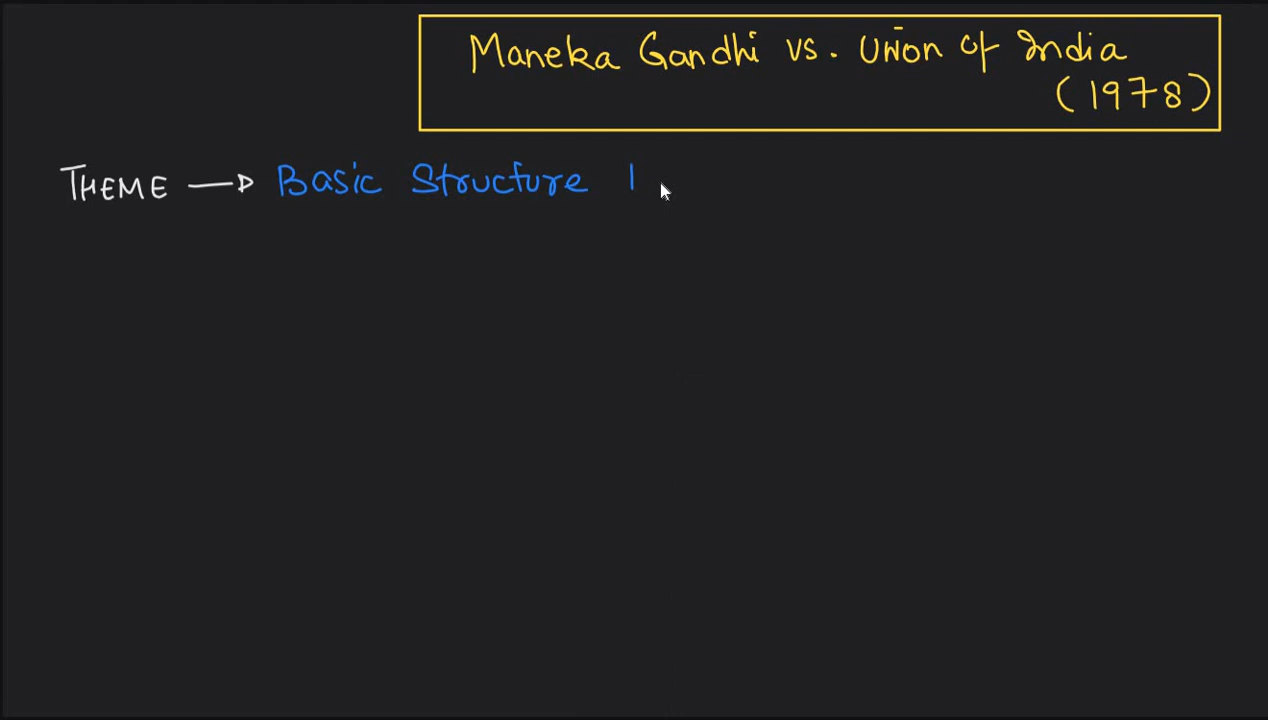 Maneka Gandhi vs. Union of India
(1978)
THEME → Basic Structure